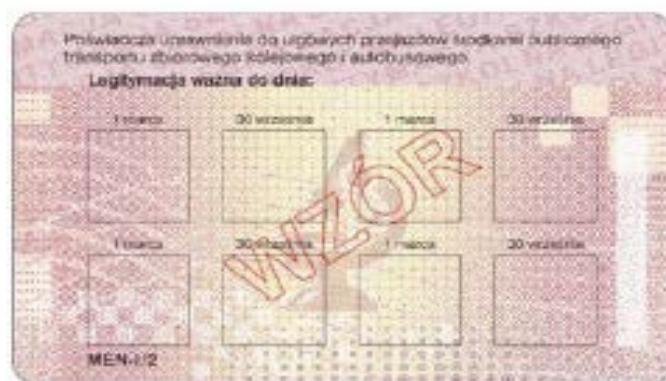 Poświadcza uprawnienia do ulgowych przejazdów środkami publicznego
transportu zbiorowego kolejowego i autobusowego.
Legitymacja ważna do dnia:
1 marca 30 września 1 marca 30 września
1 marca 30 września 1 marca 30 września
WZÓR
MEN-I/2